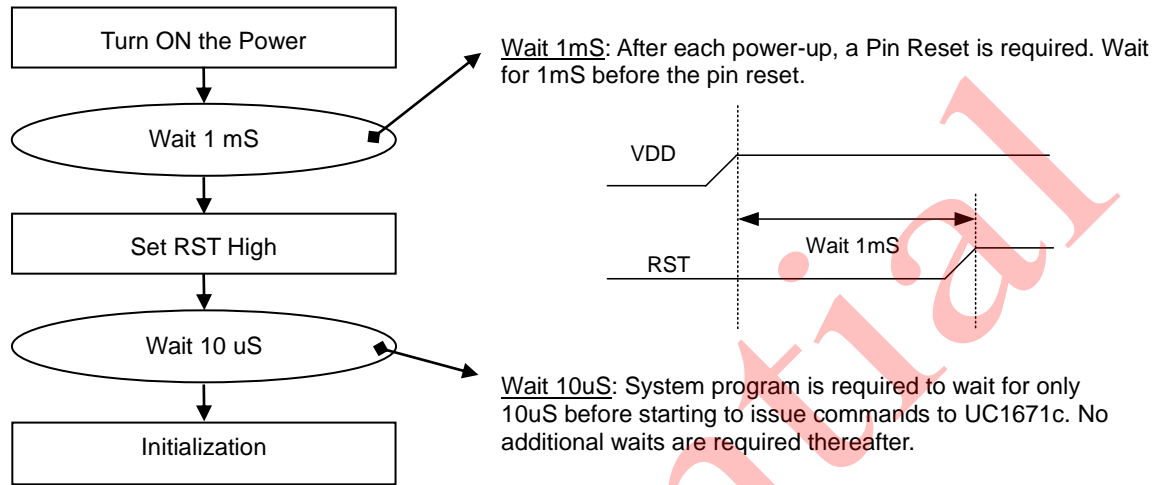 Turn ON the Power
Wait 1 mS
Set RST High
Wait 10 uS
Initialization
Wait 1mS: After each power-up, a Pin Reset is required. Wait
for 1mS before the pin reset.
VDD
Wait 1mS
RST
Wait 10uS: System program is required to wait for only
10uS before starting to issue commands to UC1671c. No
additional waits are required thereafter.
ntial